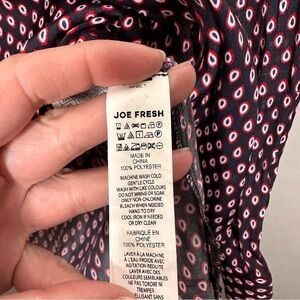 JOE FRESH
MADE IN
CHINA
100% POLYESTER
MACHINE WASH COLD
GENTLE CYCLE
WASH WITH LIKE COLOURS
DO NOT WRING OR SOAK
ONLY NON-CHLORINE
BLEACH WHEN NEEDED
HANG TO DRY
COOL IRON IF NEEDED
OR DRY CLEAN
FABRIQUÉ EN
CHINE
100% POLYESTER
LAVER À LA MACHINE
À L'EAU FROIDE AVEC
AGITATION RÉDUITE
LAVER AVEC DES
COULEURS SEMBLABLES
NE PAS TORDRE NI
TREMPER